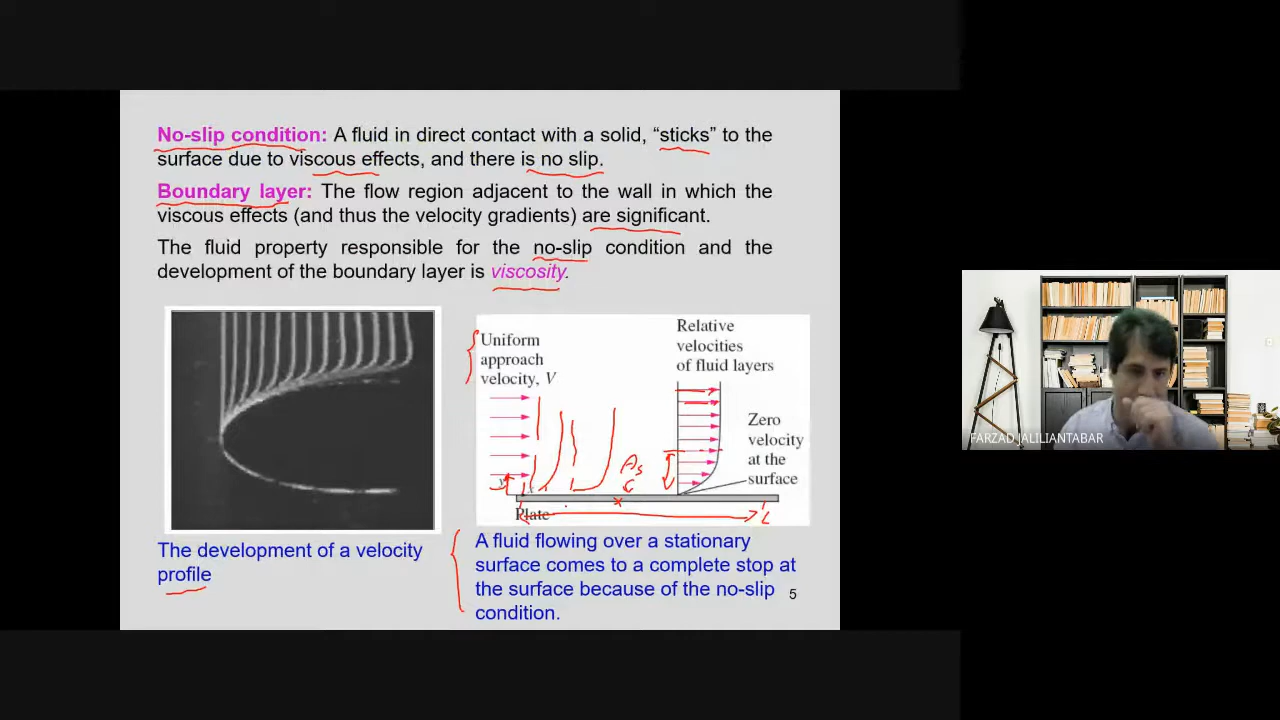 No-slip condition: A fluid in direct contact with a solid, “sticks” to the
surface due to viscous effects, and there is no slip.
Boundary layer: The flow region adjacent to the wall in which the
viscous effects (and thus the velocity gradients) are significant.
The fluid property responsible for the no-slip condition and the
development of the boundary layer is viscosity.
Uniform
approach
velocity, V
Relative
velocities
of fluid layers
Zero
velocity
at the
surface
As
x
L
Plate
The development of a velocity
profile
A fluid flowing over a stationary
surface comes to a complete stop at
the surface because of the no-slip
condition.
5
FARZAD JALILIANTABAR